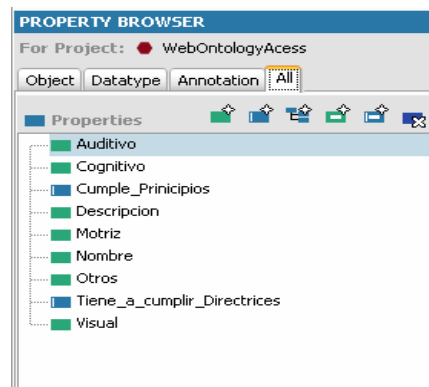 PROPERTY BROWSER
For Project: WebOntologyAcess
Object Datatype Annotation All
Properties
Auditivo
Cognitivo
Cumple_Prinicipios
Descripcion
Motriz
Nombre
Otros
Tiene_a_cumplir_Directrices
Visual